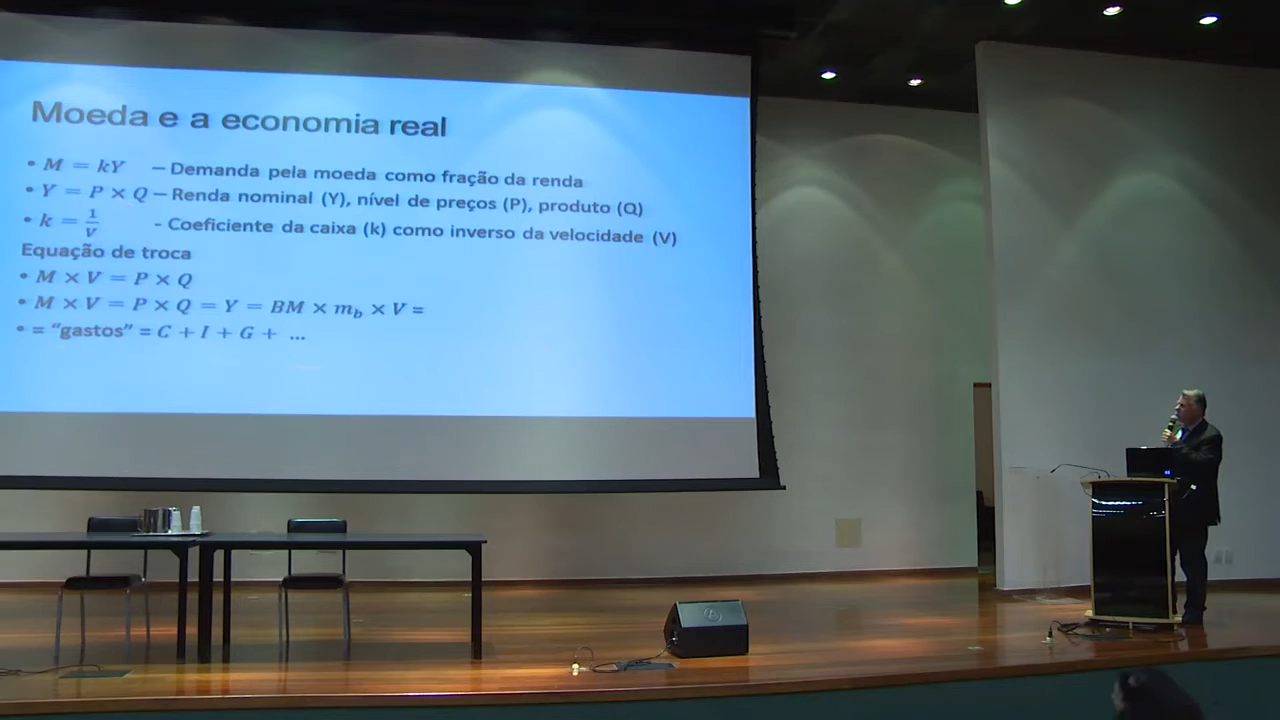 Moeda e a economia real
• M = kY – Demanda pela moeda como fração da renda
• Y = P × Q – Renda nominal (Y), nível de preços (P), produto (Q)
• k = 1/V - Coeficiente da caixa (k) como inverso da velocidade (V)
Equação de troca
• M × V = P × Q
• M × V = P × Q = Y = BM × m_b × V =
• = “gastos” = C + I + G + ...